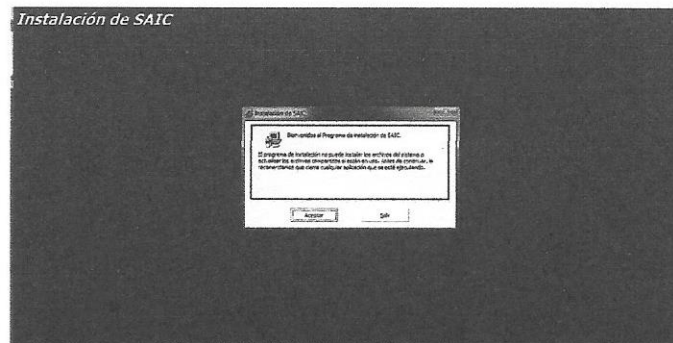 Instalación de SAIC
Instalación de SAIC
Bienvenidos al Programa de instalación de SAIC.
El programa de instalación no puede instalar los archivos del sistema o
actualizar los archivos compartidos si están en uso. Antes de continuar, le
recomendamos que cierre cualquier aplicación que se esté ejecutando.
Aceptar
Salir